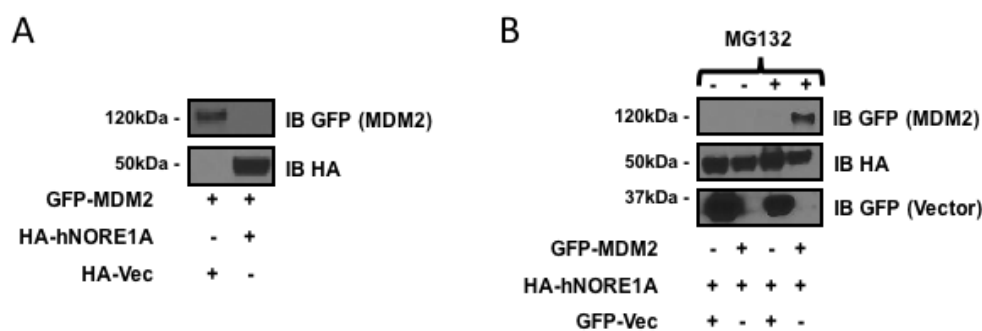 A
120kDa - IB GFP (MDM2)
50kDa - IB HA
GFP-MDM2 + +
HA-hNORE1A - +
HA-Vec + -
B
MG132
- - + +
120kDa - IB GFP (MDM2)
50kDa - IB HA
37kDa - IB GFP (Vector)
GFP-MDM2 - + - +
HA-hNORE1A + + + +
GFP-Vec + - + -